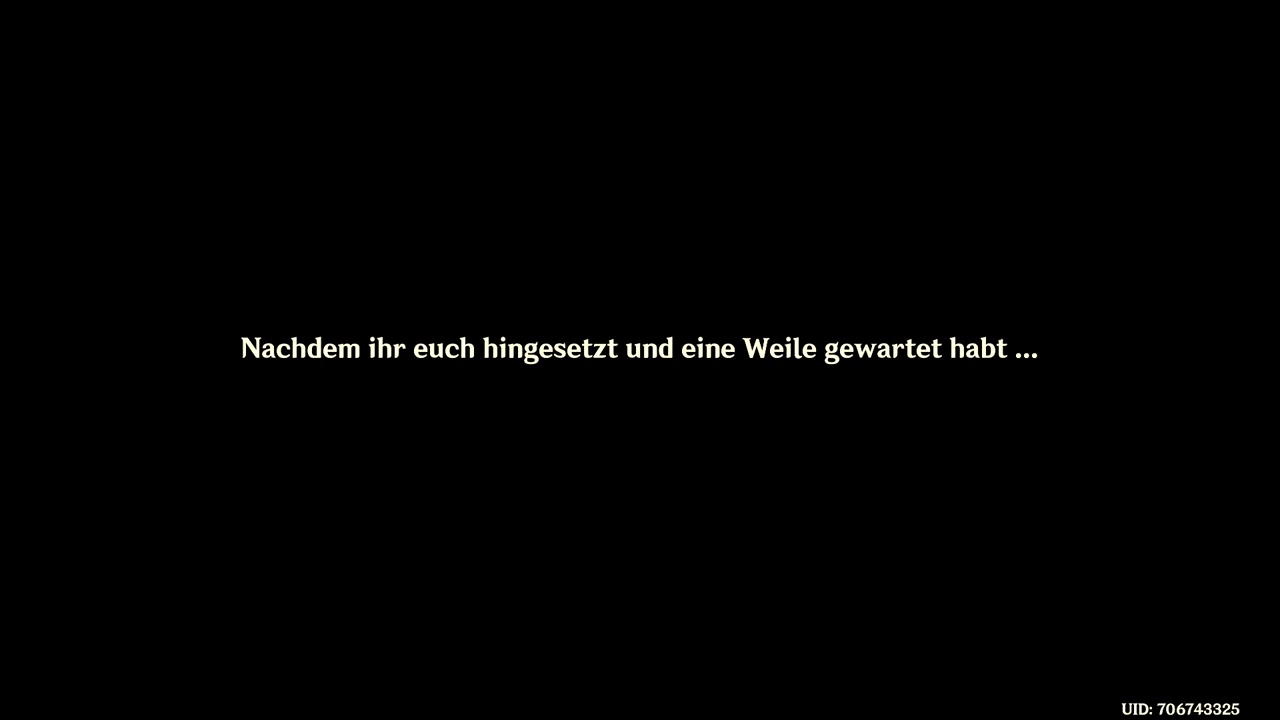 Nachdem ihr euch hingesetzt und eine Weile gewartet habt ...
UID: 706743325